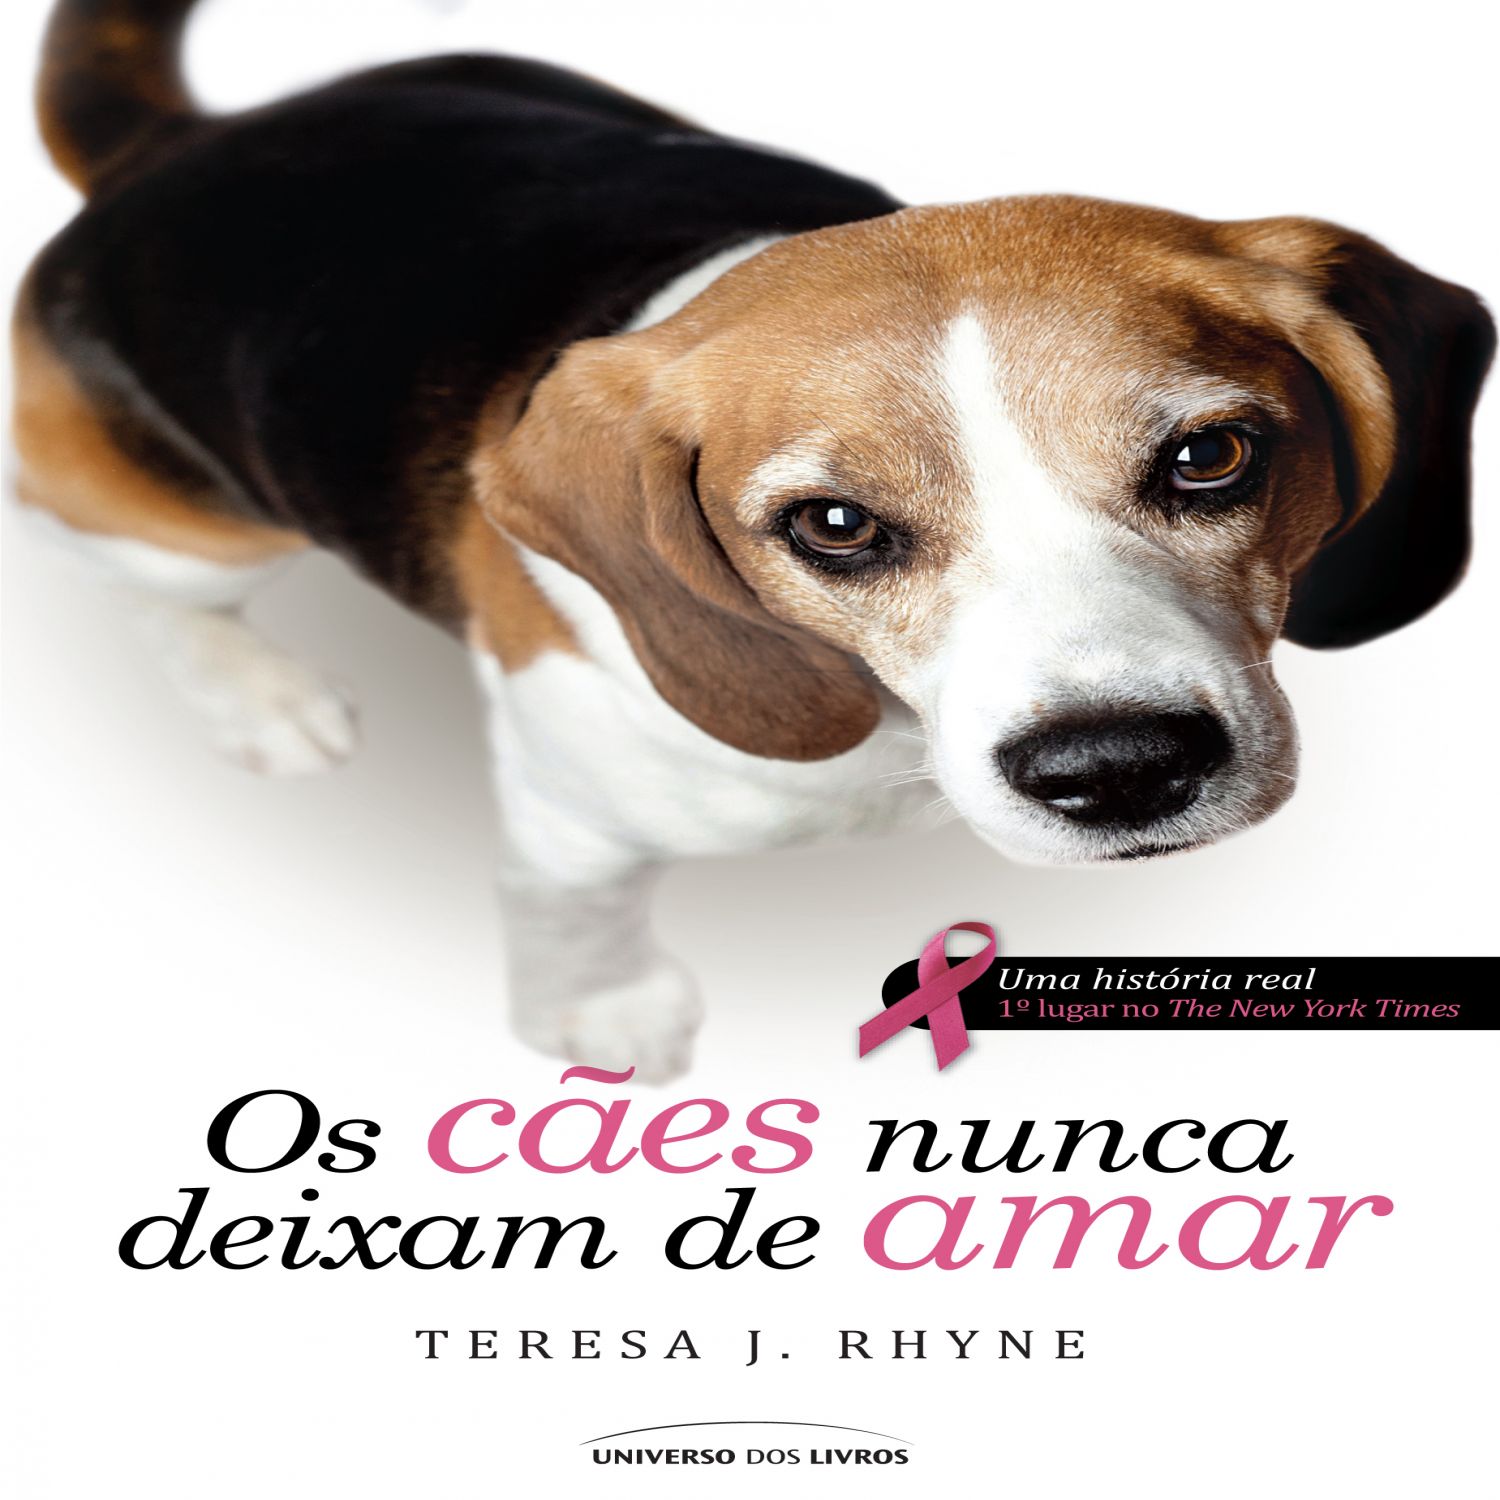 Uma história real
1º lugar no The New York Times
Os cães nunca
deixam de amar
TERESA J. RHYNE
UNIVERSO DOS LIVROS